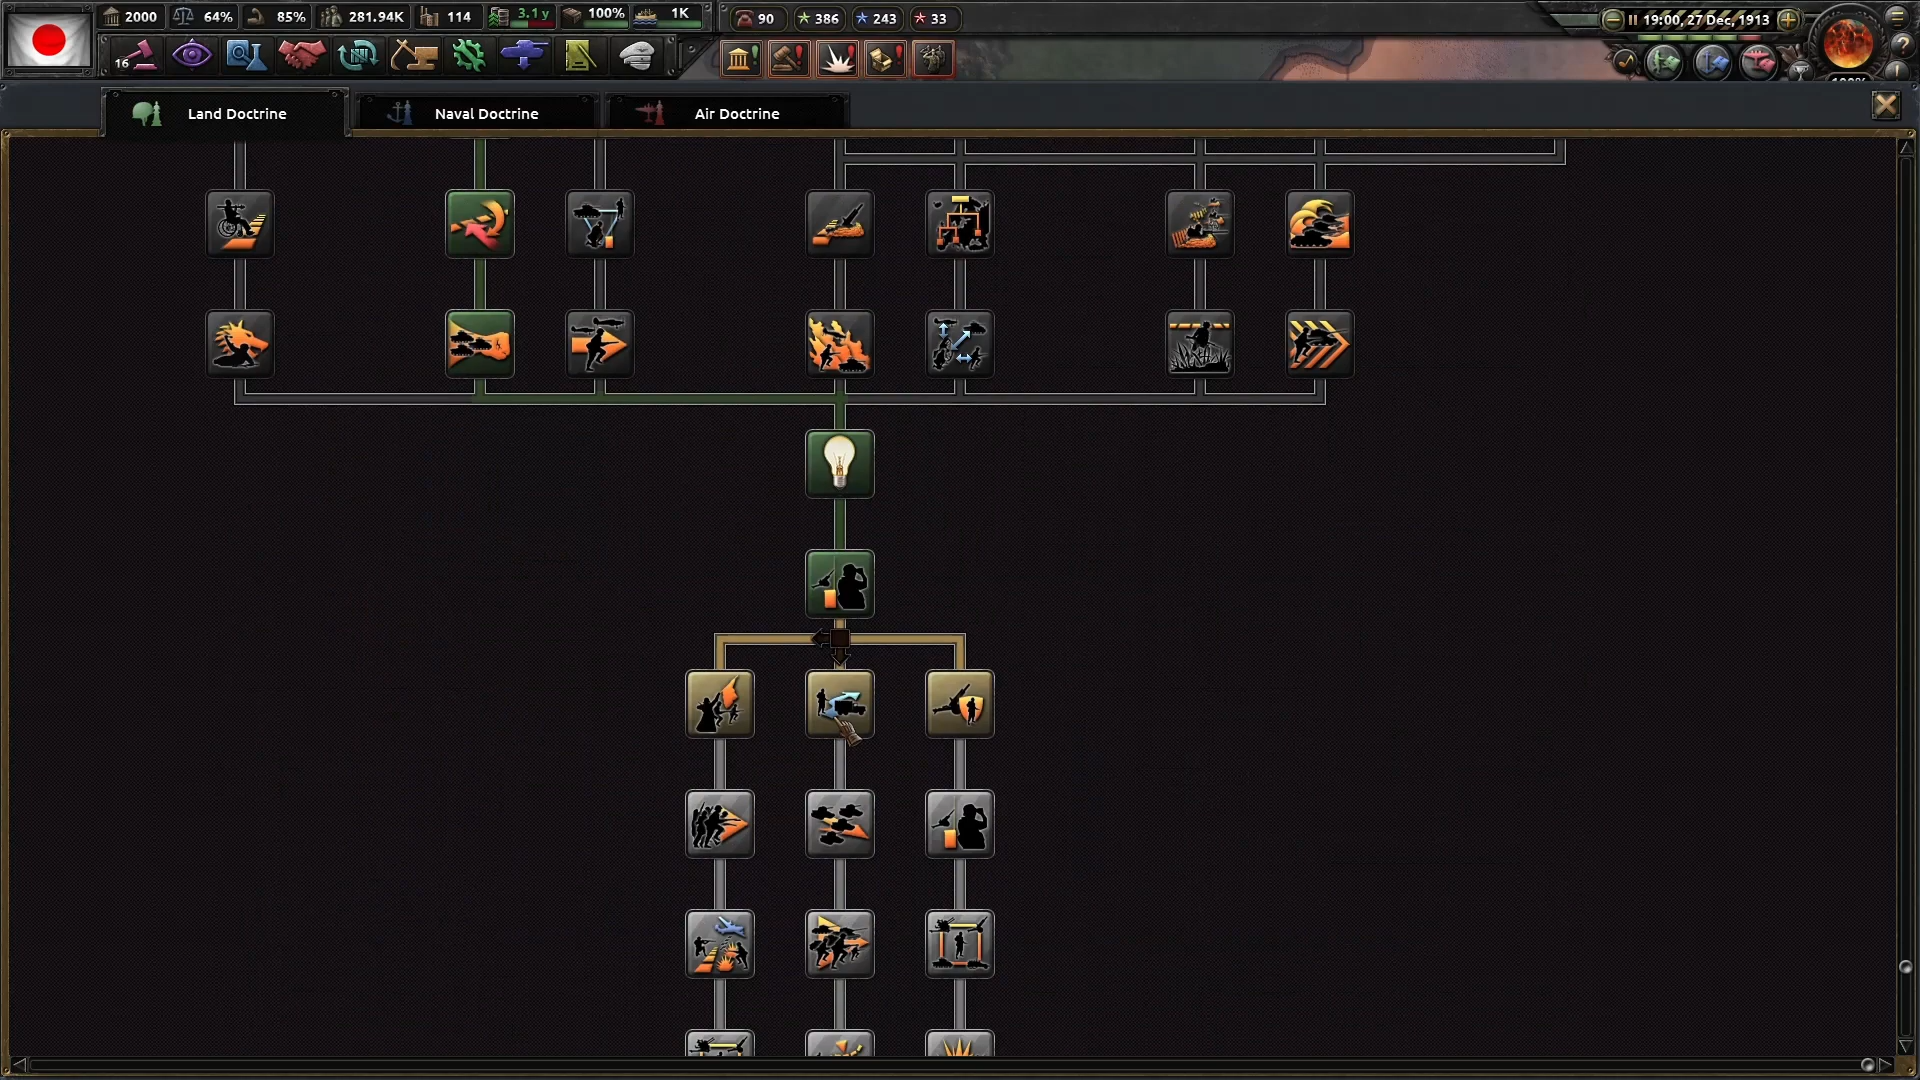 2000 64% 85% 281.94K 114 3.1 y 100% 1K 90 386 243 33 19:00, 27 Dec, 1913
16
Land Doctrine Naval Doctrine Air Doctrine